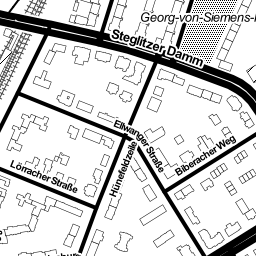 Georg-von-Siemens-
Steglitzer Damm
Ellwanger Straße
Biberacher Weg
Hünefeldzeile
Lörracher Straße